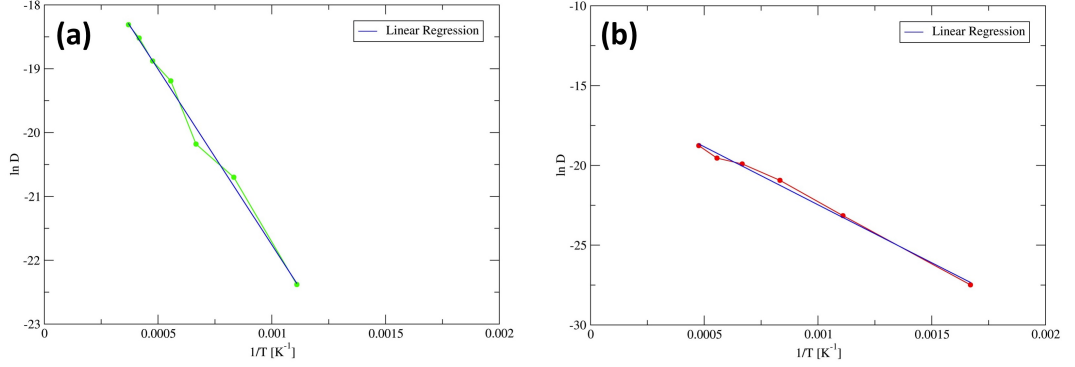 (a)
Linear Regression
-18
-19
-20
-21
-22
-23
ln D
0
0.0005
0.001
0.0015
0.002
1/T [K⁻¹]
(b)
Linear Regression
-10
-15
-20
-25
-30
ln D
0
0.0005
0.001
0.0015
0.002
1/T [K⁻¹]